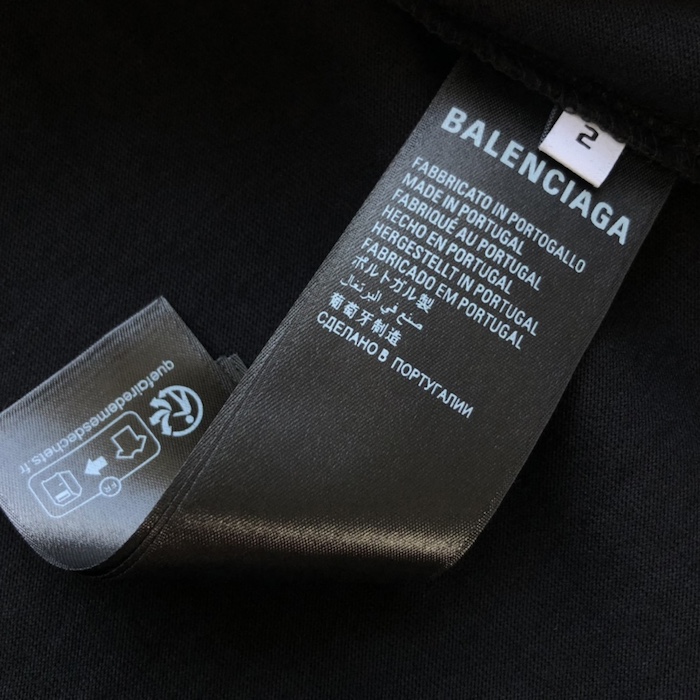 BALENCIAGA
2
FABBRICATO IN PORTOGALLO
MADE IN PORTUGAL
FABRIQUÉ AU PORTUGAL
HECHO EN PORTUGAL
HERGESTELLT IN PORTUGAL
FABRICADO EM PORTUGAL
ポルトガル製
صنع في البرتغال
葡萄牙制造
СДЕЛАНО В ПОРТУГАЛИИ
quefairedemesdechets.fr
FR